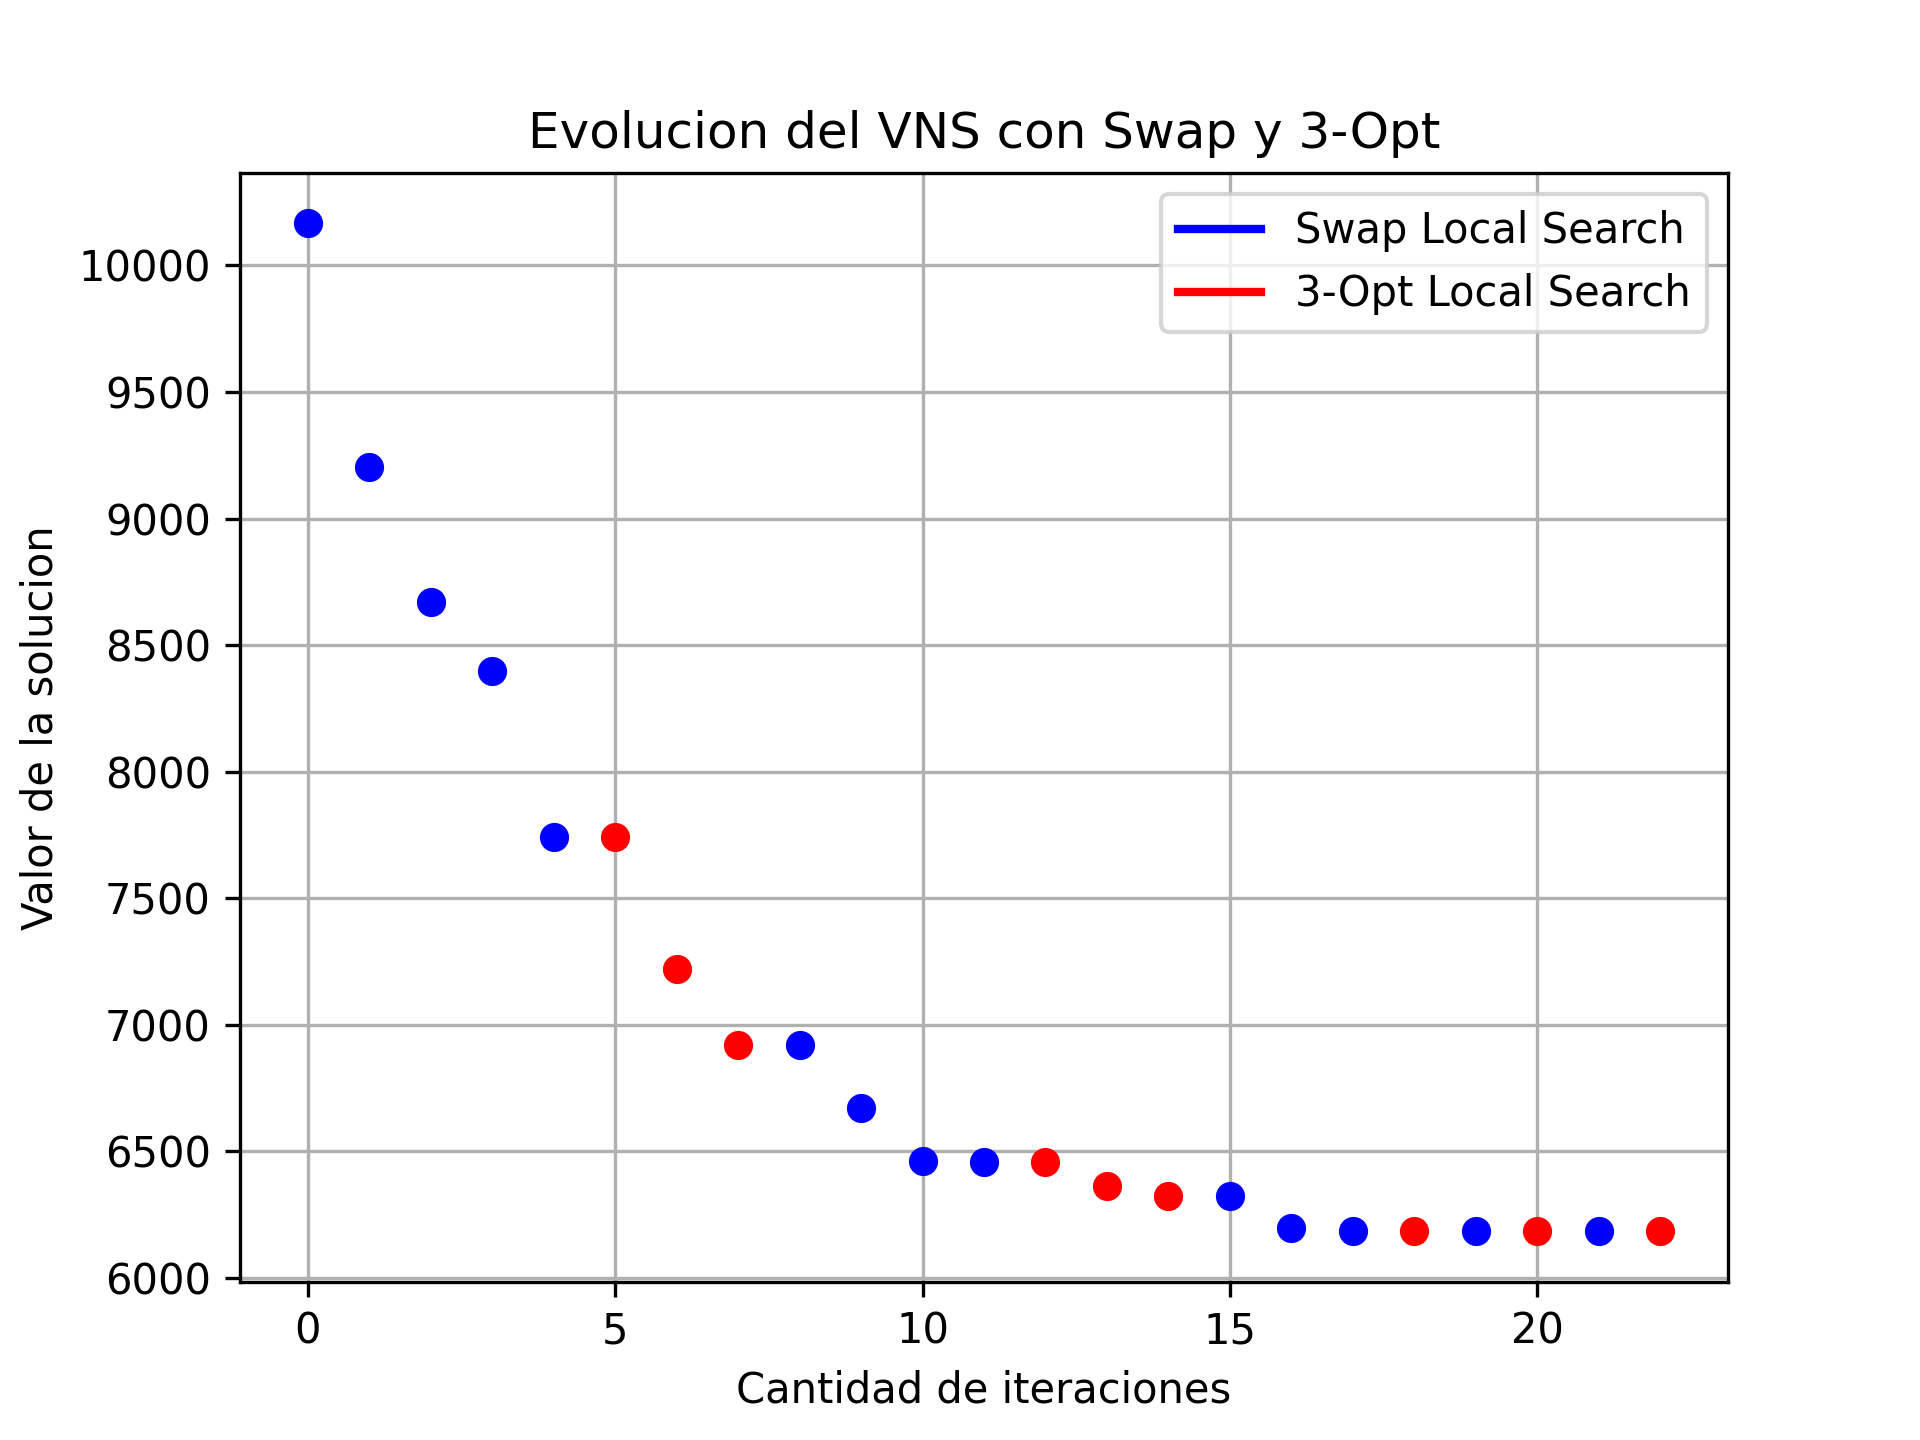 Evolucion del VNS con Swap y 3-Opt
Swap Local Search
3-Opt Local Search
Valor de la solucion
10000
9500
9000
8500
8000
7500
7000
6500
6000
0 5 10 15 20
Cantidad de iteraciones